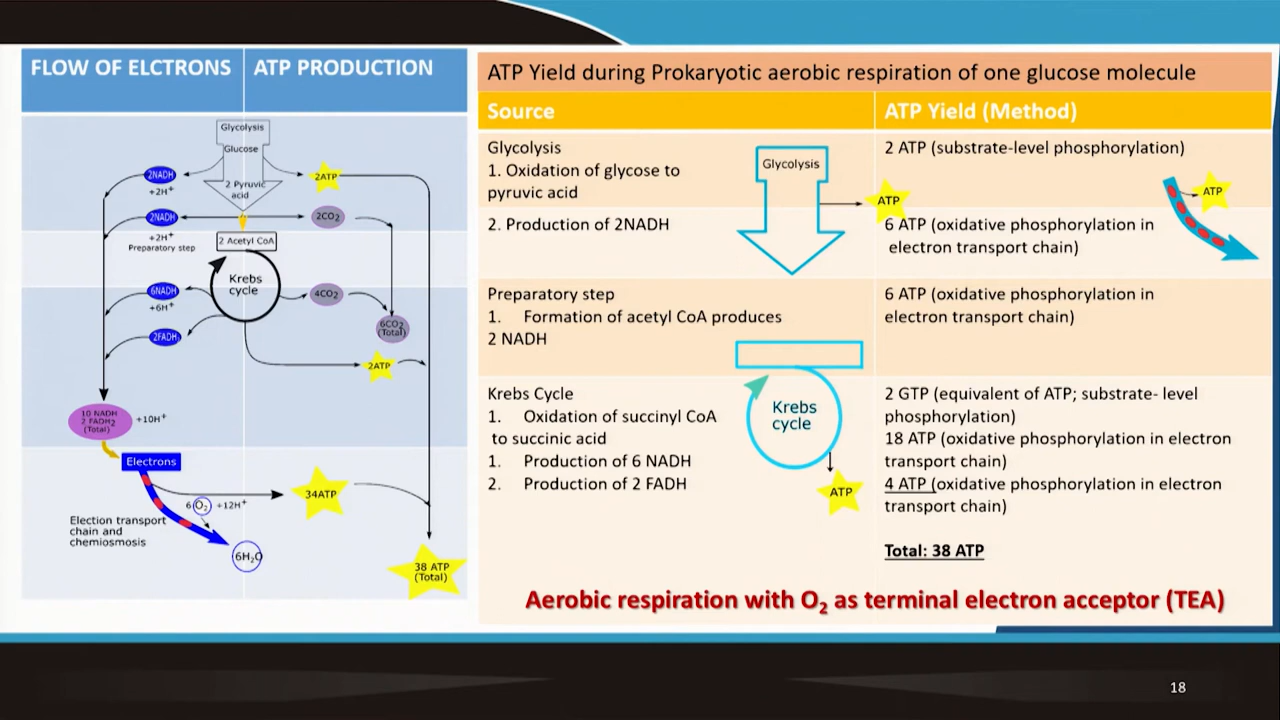 FLOW OF ELCTRONS
ATP PRODUCTION
Glycolysis
Glucose
2NADH
+2H+
2 Pyruvic
acid
2ATP
2NADH
+2H+
Preparatory step
2CO2
2 Acetyl CoA
Krebs
cycle
6NADH
+6H+
4CO2
2FADH
6CO2
(Total)
2ATP
10 NADH
2 FADH2
(Total)
+10H+
Electrons
34ATP
6 O2 +12H+
Election transport
chain and
chemiosmosis
6H2O
38 ATP
(Total)
ATP Yield during Prokaryotic aerobic respiration of one glucose molecule
Source
ATP Yield (Method)
Glycolysis
1. Oxidation of glycose to
pyruvic acid
Glycolysis
2 ATP (substrate-level phosphorylation)
ATP
ATP
2. Production of 2NADH
6 ATP (oxidative phosphorylation in
electron transport chain)
Preparatory step
1. Formation of acetyl CoA produces
2 NADH
6 ATP (oxidative phosphorylation in
electron transport chain)
Krebs Cycle
1. Oxidation of succinyl CoA
to succinic acid
1. Production of 6 NADH
2. Production of 2 FADH
Krebs
cycle
ATP
2 GTP (equivalent of ATP; substrate- level
phosphorylation)
18 ATP (oxidative phosphorylation in electron
transport chain)
4 ATP (oxidative phosphorylation in electron
transport chain)
Total: 38 ATP
Aerobic respiration with O2 as terminal electron acceptor (TEA)
18